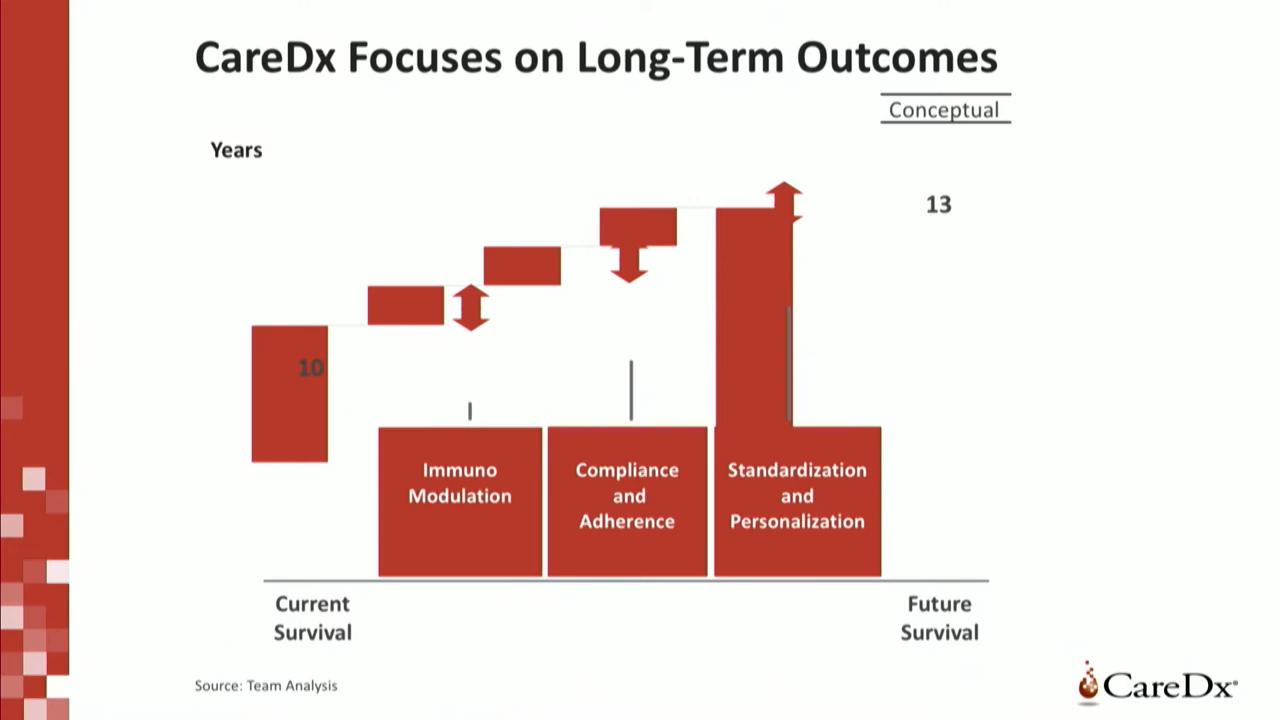 CareDx Focuses on Long-Term Outcomes
Conceptual
Years
13
10
Immuno
Modulation
Compliance
and
Adherence
Standardization
and
Personalization
Current
Survival
Future
Survival
Source: Team Analysis
CareDx®